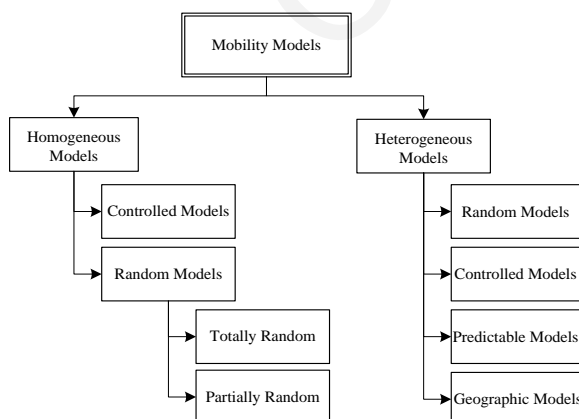 Mobility Models
Homogeneous
Models
Controlled Models
Random Models
Totally Random
Partially Random
Heterogeneous
Models
Random Models
Controlled Models
Predictable Models
Geographic Models